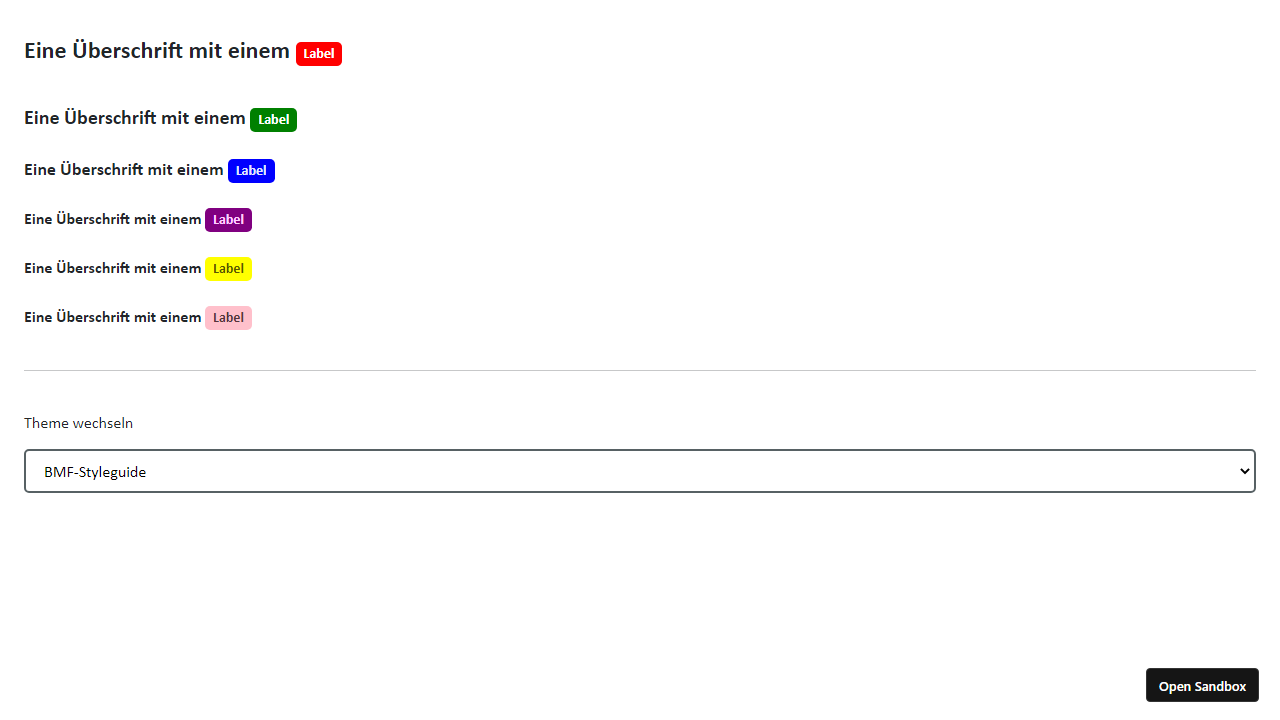 Eine Überschrift mit einem Label
Eine Überschrift mit einem Label
Eine Überschrift mit einem Label
Eine Überschrift mit einem Label
Eine Überschrift mit einem Label
Eine Überschrift mit einem Label
Theme wechseln
BMF-Styleguide
Open Sandbox